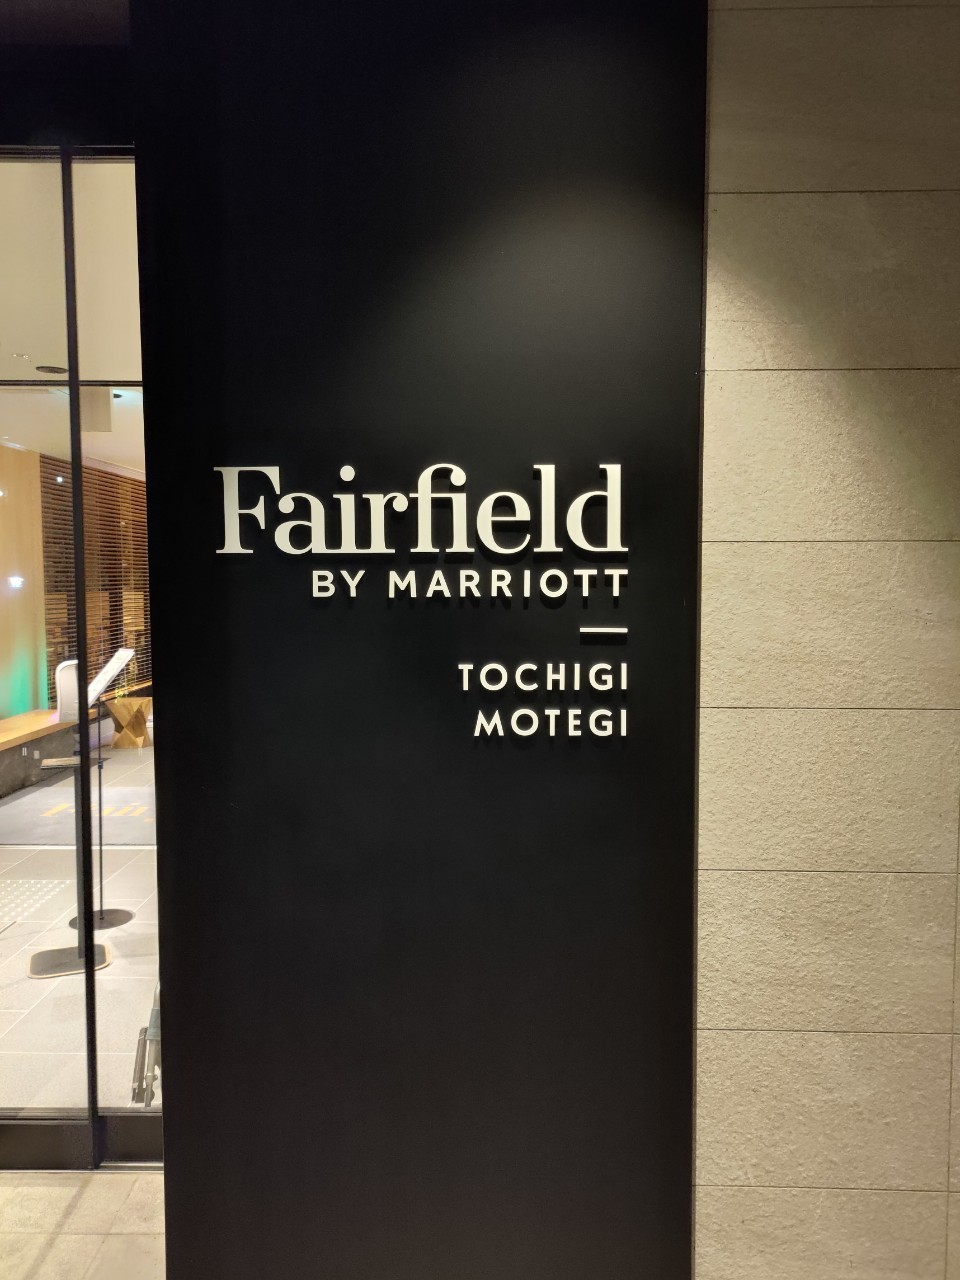 Fairfield
BY MARRIOTT
TOCHIGI
MOTEGI